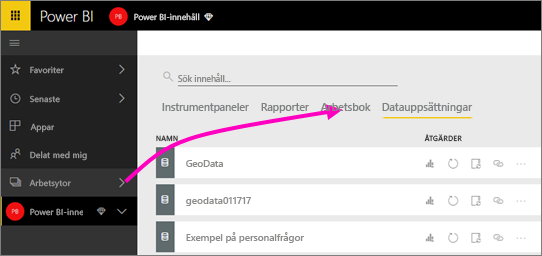 Power BI
PB Power BI-innehåll
Sök innehåll...
Favoriter
Senaste
Appar
Delat med mig
Arbetsytor
PB Power BI-inne
Instrumentpaneler Rapporter Arbetsbok Datauppsättningar
NAMN ÅTGÄRDER
GeoData
geodata011717
Exempel på personalfrågor